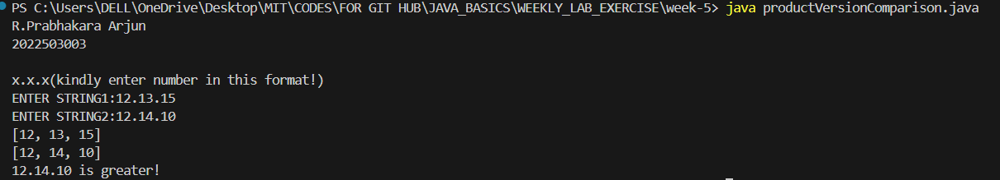 PS C:\Users\DELL\OneDrive\Desktop\MIT\CODES\FOR GIT HUB\JAVA_BASICS\WEEKLY_LAB_EXERCISE\week-5> java productVersionComparison.java
R.Prabhakara Arjun
2022503003
x.x.x(kindly enter number in this format!)
ENTER STRING1:12.13.15
ENTER STRING2:12.14.10
[12, 13, 15]
[12, 14, 10]
12.14.10 is greater!